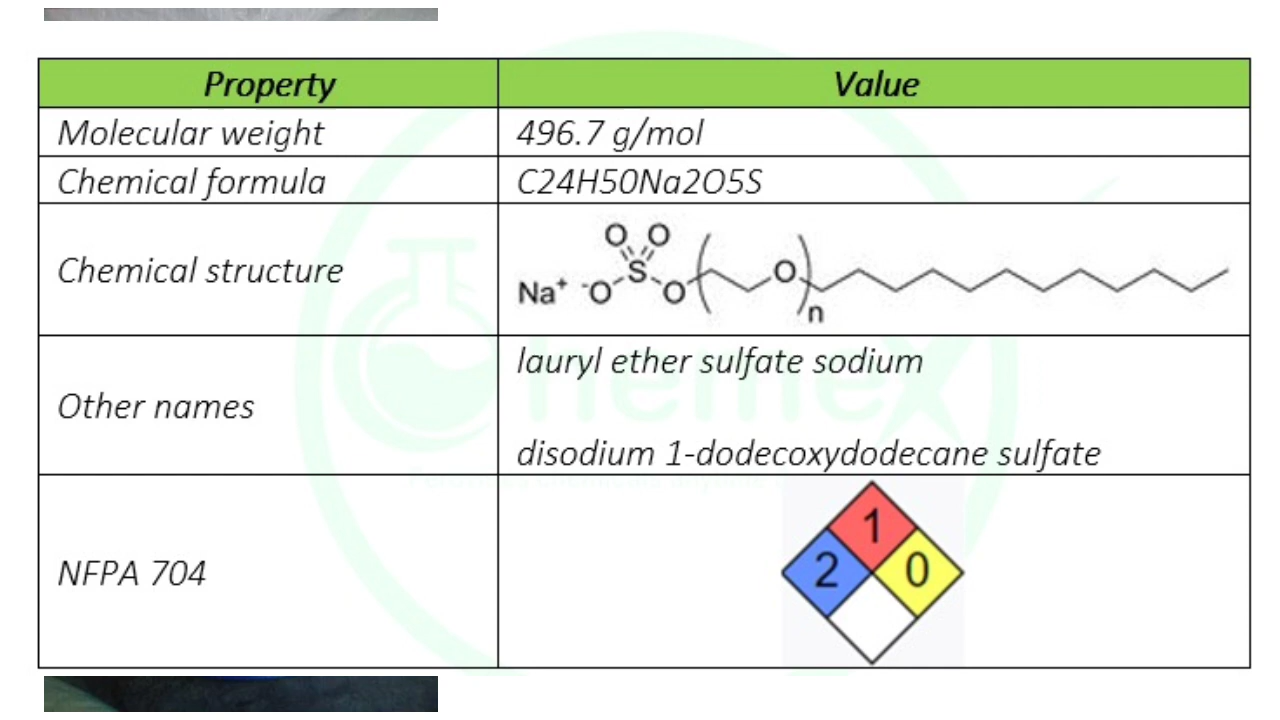 Property Value
Molecular weight 496.7 g/mol
Chemical formula C24H50Na2O5S
Chemical structure
O O
S
Na+ -O O ( O ) n
Other names
lauryl ether sulfate sodium
disodium 1-dodecoxydodecane sulfate
NFPA 704
1
2 0
hemex